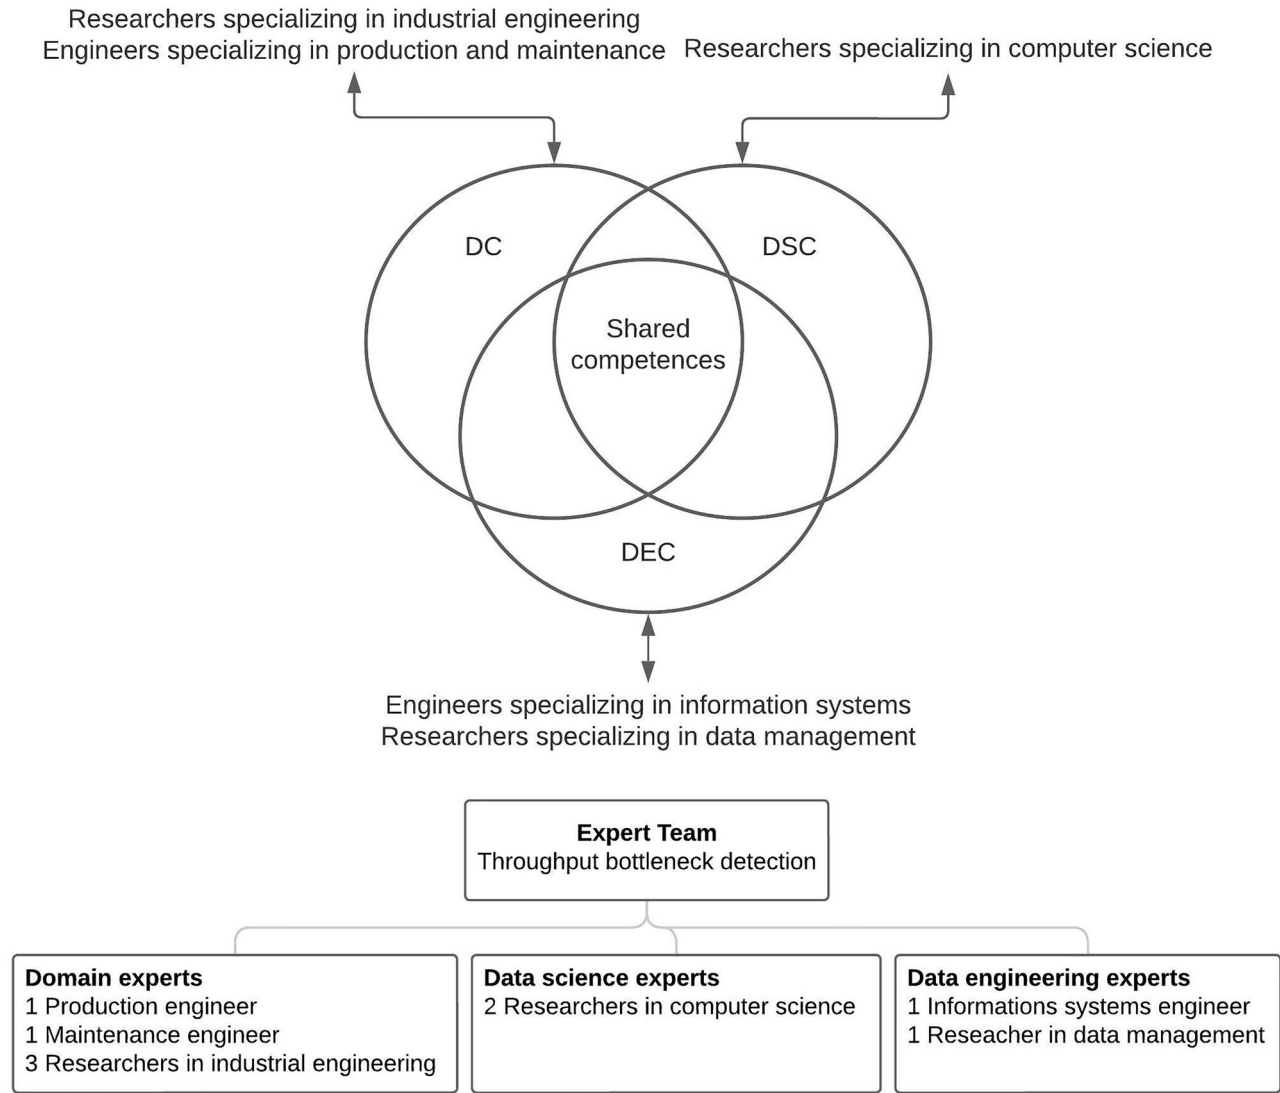 Researchers specializing in industrial engineering
Engineers specializing in production and maintenance
Researchers specializing in computer science
DC
DSC
Shared
competences
DEC
Engineers specializing in information systems
Researchers specializing in data management
Expert Team
Throughput bottleneck detection
Domain experts
1 Production engineer
1 Maintenance engineer
3 Researchers in industrial engineering
Data science experts
2 Researchers in computer science
Data engineering experts
1 Informations systems engineer
1 Reseacher in data management